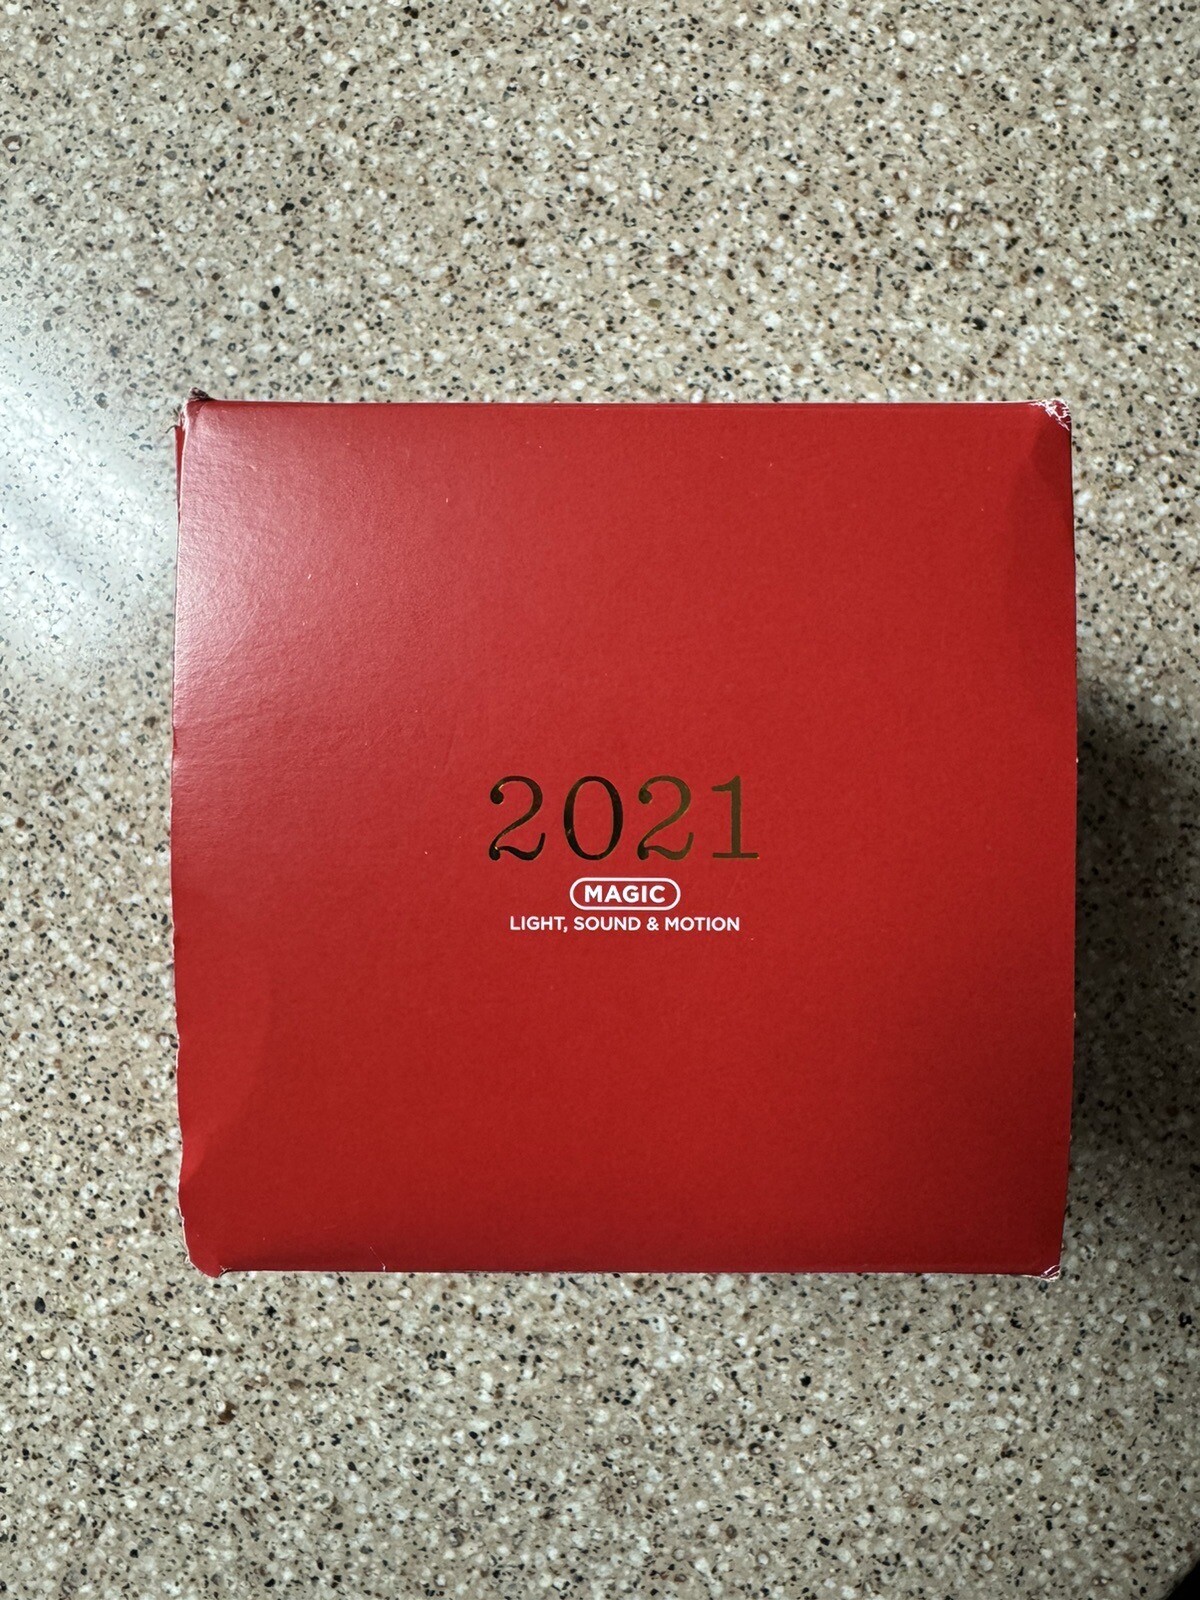 2021
MAGIC
LIGHT, SOUND & MOTION